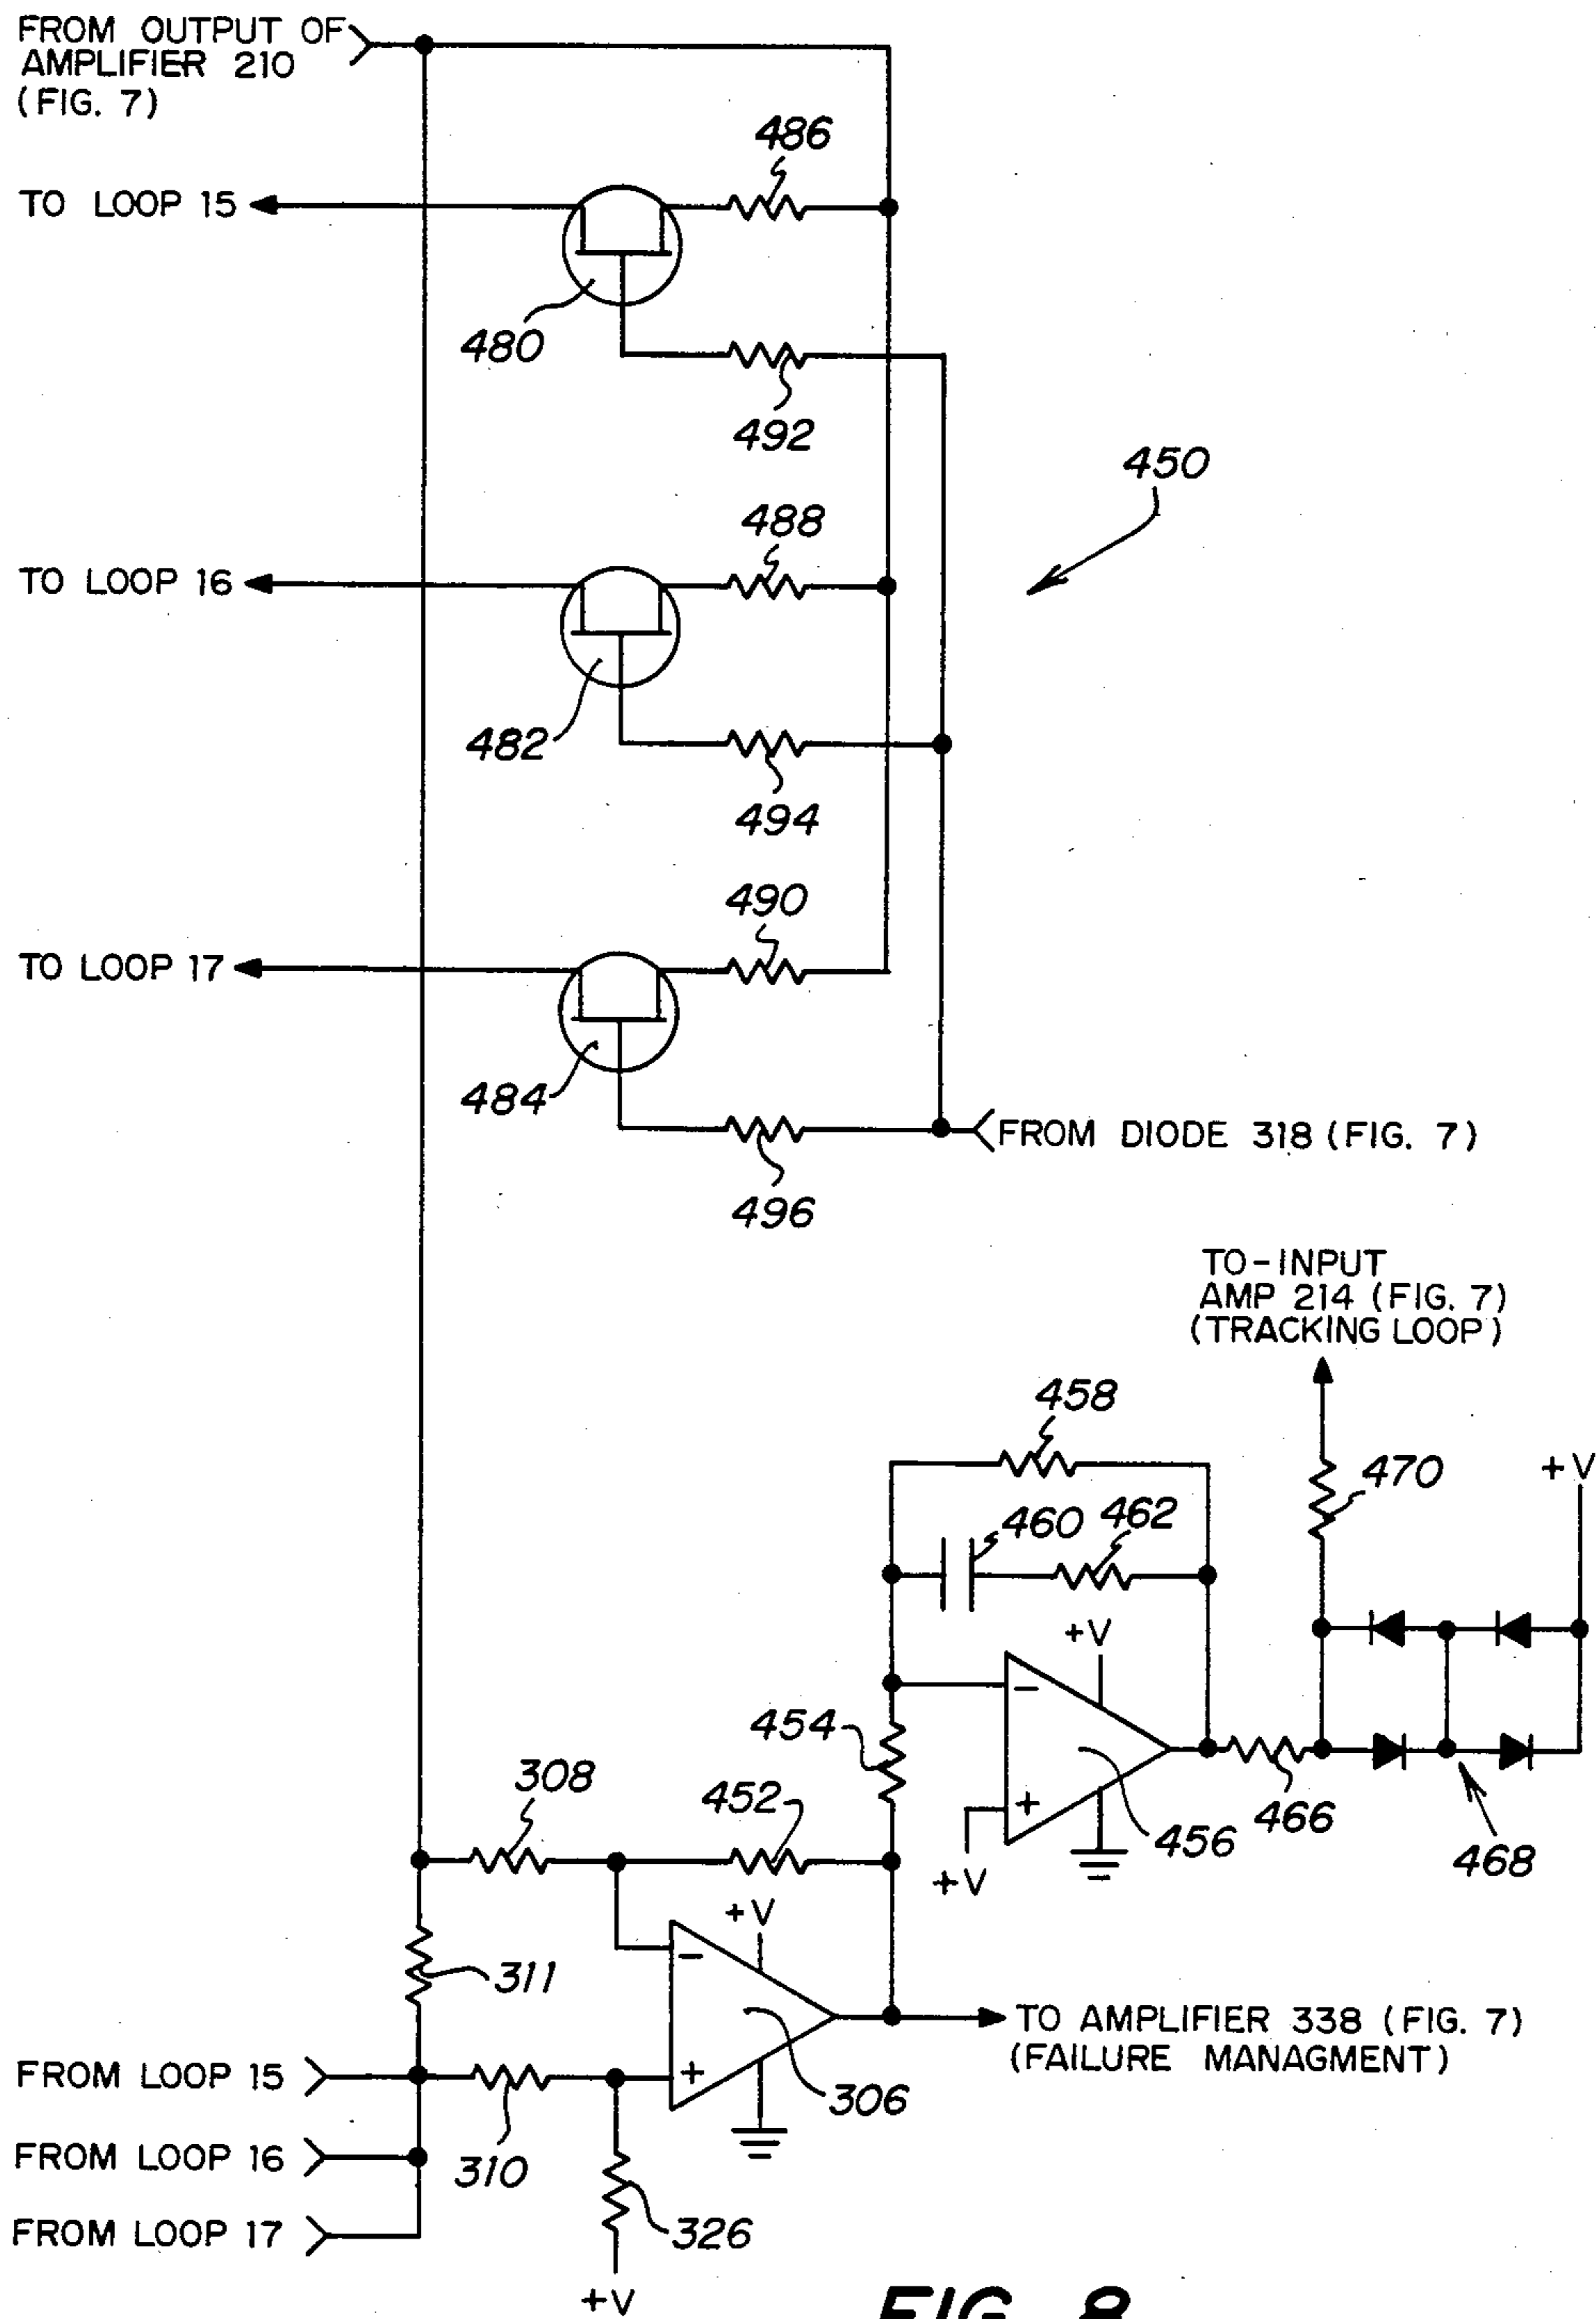 FROM OUTPUT OF
AMPLIFIER 210
(FIG. 7)
486
TO LOOP 15
480
492
450
488
TO LOOP 16
482
494
490
TO LOOP 17
484
FROM DIODE 318 (FIG. 7)
496
TO-INPUT
AMP 214 (FIG. 7)
(TRACKING LOOP)
458
470
+V
460
462
+V
454
308
452
466
456
468
+V
+V
-
+
311
-
+
TO AMPLIFIER 338 (FIG. 7)
(FAILURE MANAGMENT)
FROM LOOP 15
306
FROM LOOP 16
310
FROM LOOP 17
326
+V
FIG. 8